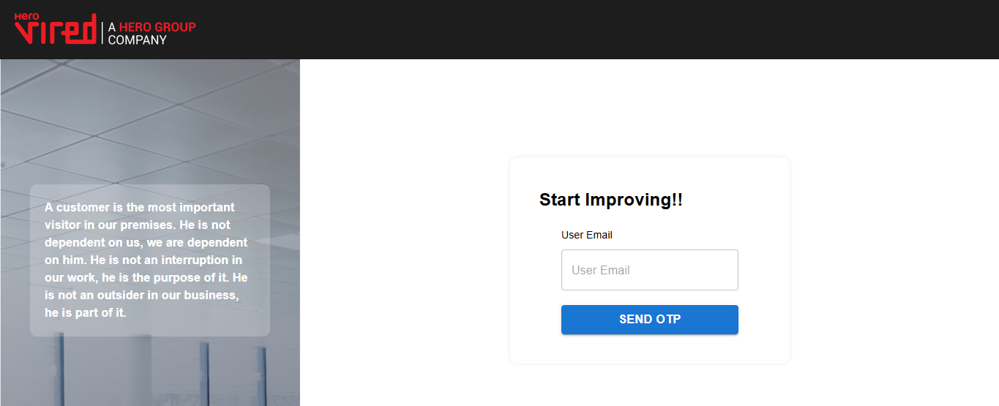 Hero
vired
A HERO GROUP
COMPANY
A customer is the most important
visitor in our premises. He is not
dependent on us, we are dependent
on him. He is not an interruption in
our work, he is the purpose of it. He
is not an outsider in our business,
he is part of it.
Start Improving!!
User Email
User Email
SEND OTP